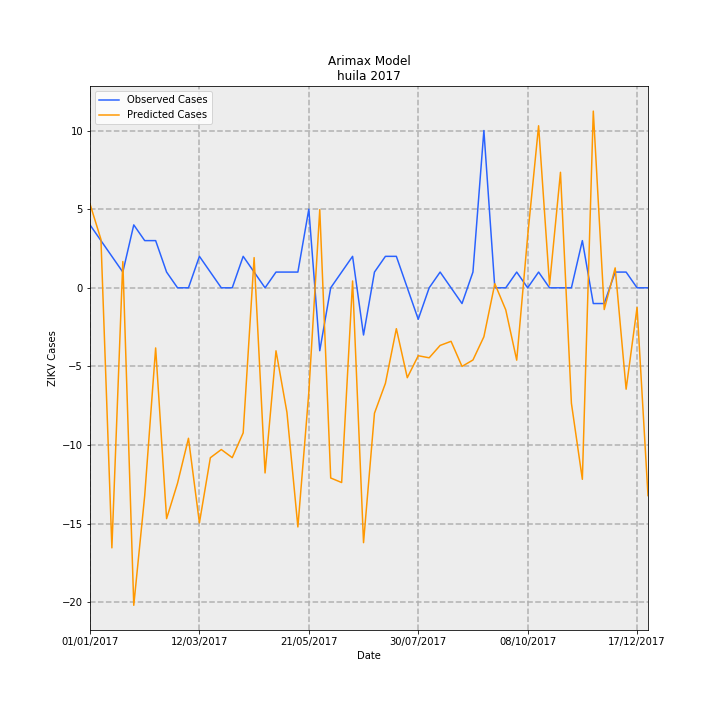 Arimax Model
huila 2017
Observed Cases
Predicted Cases
ZIKV Cases
10
5
0
−5
−10
−15
−20
01/01/2017 12/03/2017 21/05/2017 30/07/2017 08/10/2017 17/12/2017
Date